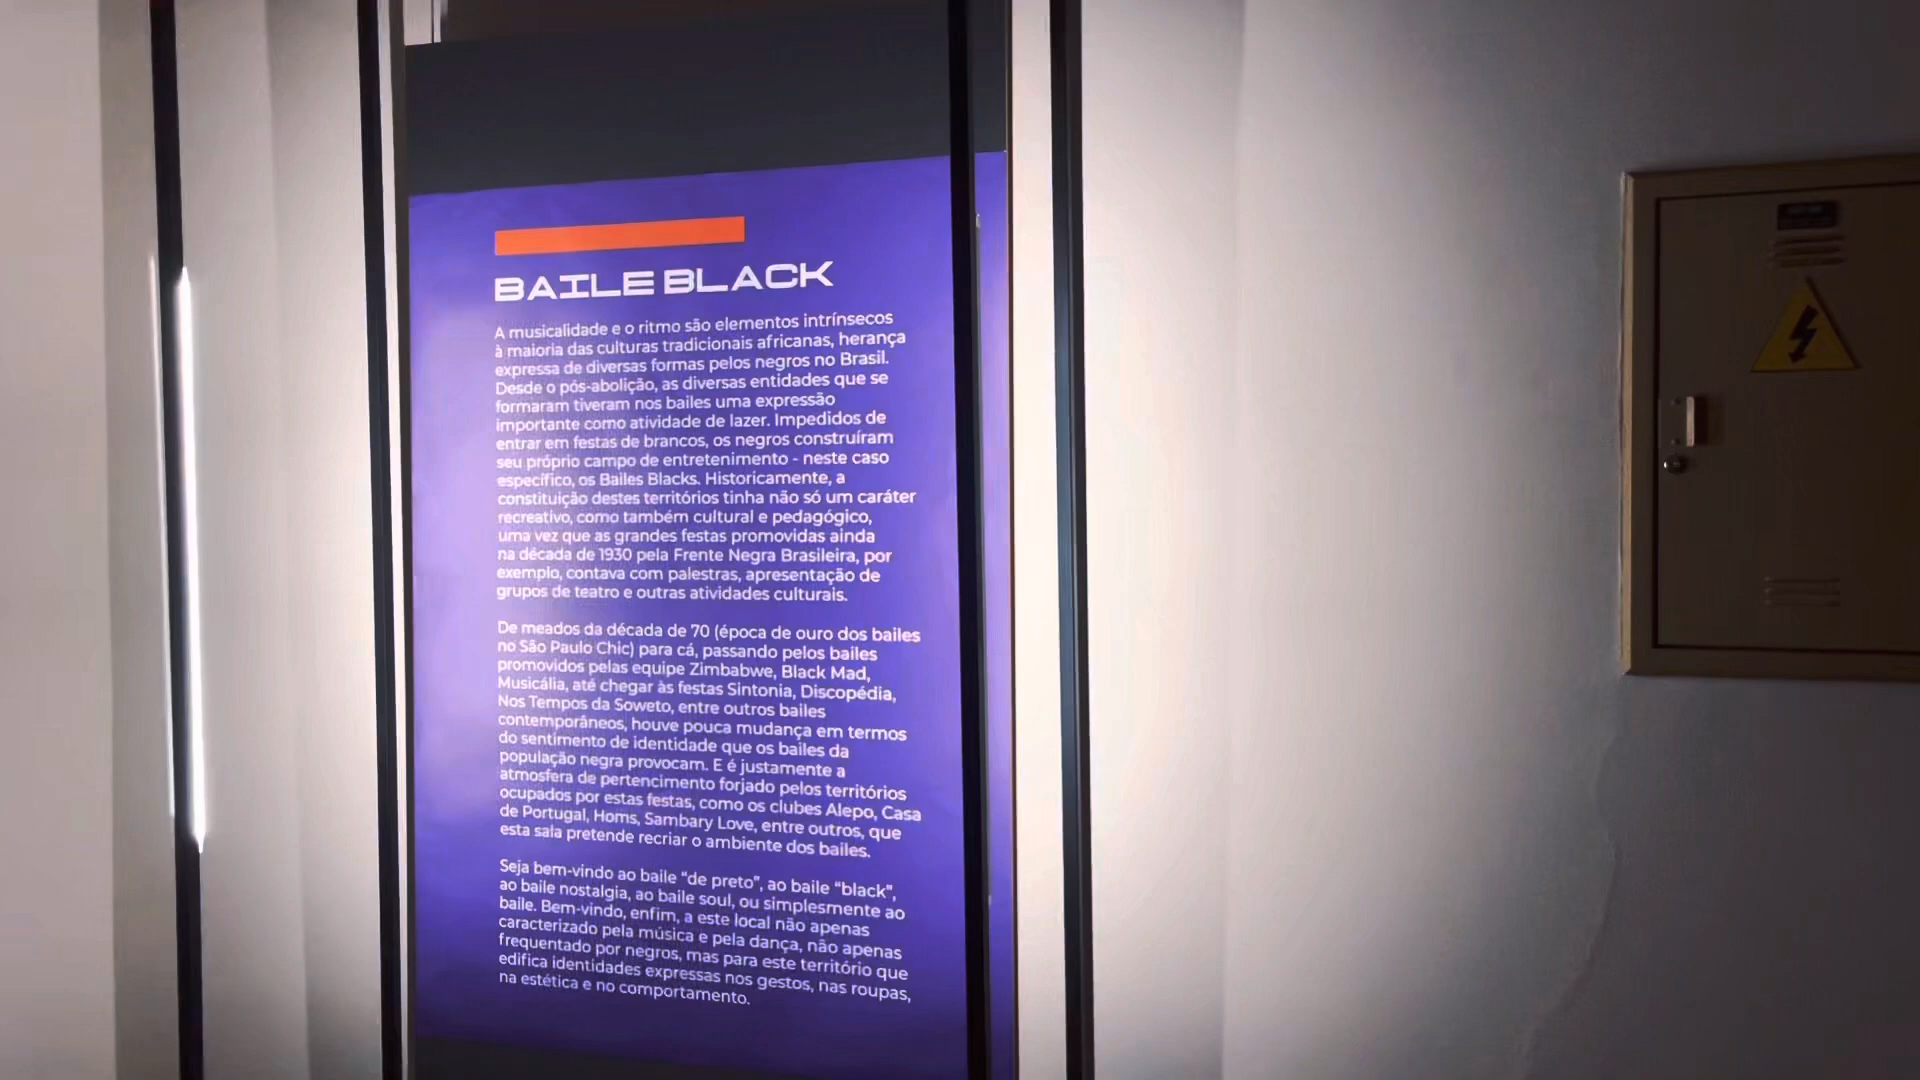 BAILE BLACK
A musicalidade e o ritmo são elementos intrínsecos
à maioria das culturas tradicionais africanas, herança
expressa de diversas formas pelos negros no Brasil.
Desde o pós-abolição, as diversas entidades que se
formaram tiveram nos bailes uma expressão
importante como atividade de lazer. Impedidos de
entrar em festas de brancos, os negros construíram
seu próprio campo de entretenimento - neste caso
específico, os Bailes Blacks. Historicamente, a
constituição destes territórios tinha não só um caráter
recreativo, como também cultural e pedagógico,
uma vez que as grandes festas promovidas ainda
na década de 1930 pela Frente Negra Brasileira, por
exemplo, contava com palestras, apresentação de
grupos de teatro e outras atividades culturais.
De meados da década de 70 (época de ouro dos bailes
no São Paulo Chic) para cá, passando pelos bailes
promovidos pelas equipe Zimbabwe, Black Mad,
Musicália, até chegar às festas Sintonia, Discopédia,
Nos Tempos da Soweto, entre outros bailes
contemporâneos, houve pouca mudança em termos
do sentimento de identidade que os bailes da
população negra provocam. E é justamente a
atmosfera de pertencimento forjado pelos territórios
ocupados por estas festas, como os clubes Alepo, Casa
de Portugal, Homs, Sambary Love, entre outros, que
esta sala pretende recriar o ambiente dos bailes.
Seja bem-vindo ao baile “de preto”, ao baile “black”,
ao baile nostalgia, ao baile soul, ou simplesmente ao
baile. Bem-vindo, enfim, a este local não apenas
caracterizado pela música e pela dança, não apenas
frequentado por negros, mas para este território que
edifica identidades expressas nos gestos, nas roupas,
na estética e no comportamento.